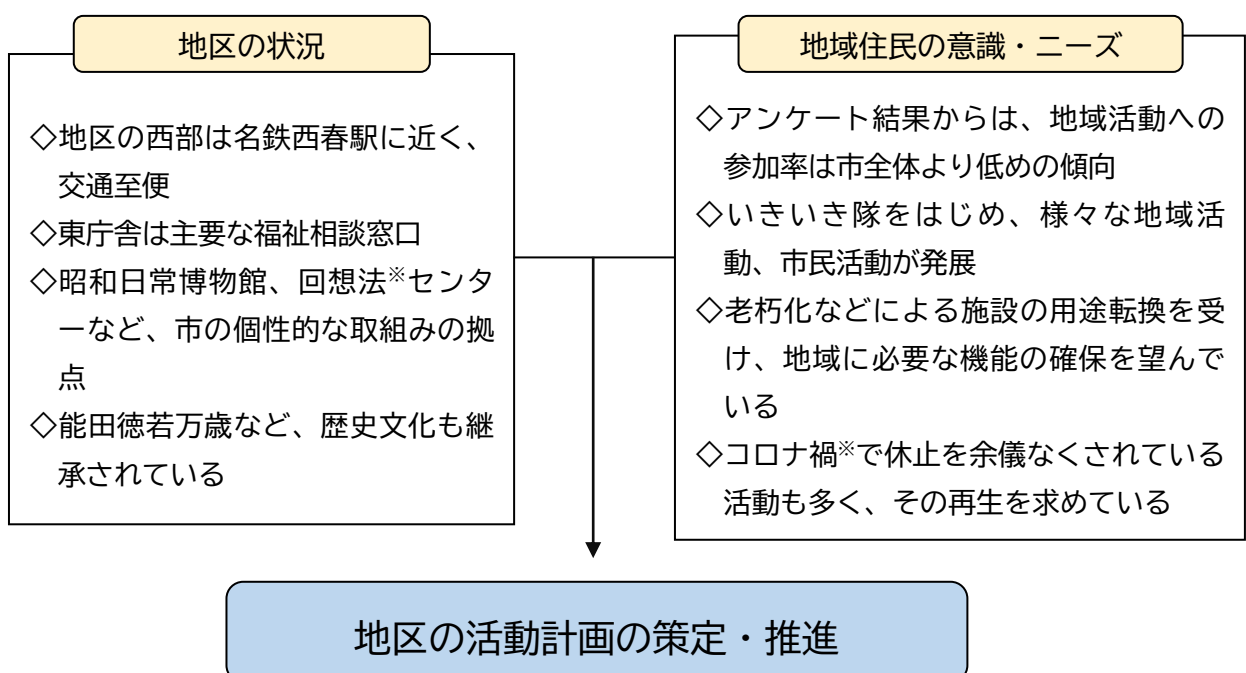 地区の状況
◇地区の西部は名鉄西春駅に近く、
交通至便
◇東庁舎は主要な福祉相談窓口
◇昭和日常博物館、回想法※センタ
ーなど、市の個性的な取組みの拠
点
◇能田徳若万歳など、歴史文化も継
承されている
地域住民の意識・ニーズ
◇アンケート結果からは、地域活動への
参加率は市全体より低めの傾向
◇いきいき隊をはじめ、様々な地域活
動、市民活動が発展
◇老朽化などによる施設の用途転換を受
け、地域に必要な機能の確保を望んで
いる
◇コロナ禍※で休止を余儀なくされている
活動も多く、その再生を求めている
地区の活動計画の策定・推進